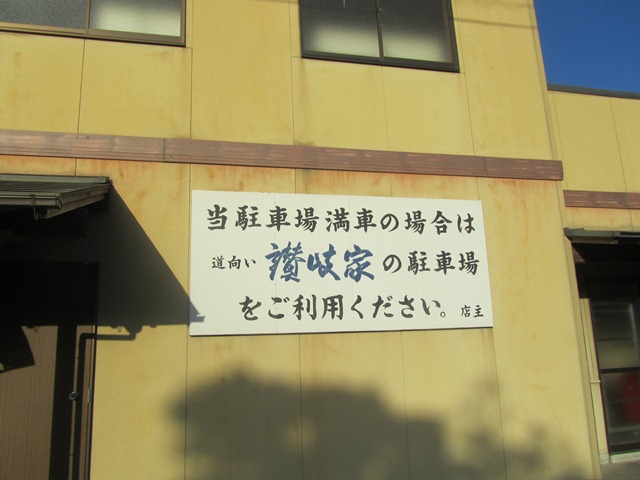 当駐車場満車の場合は
道向い讃岐家の駐車場
をご利用ください。店主